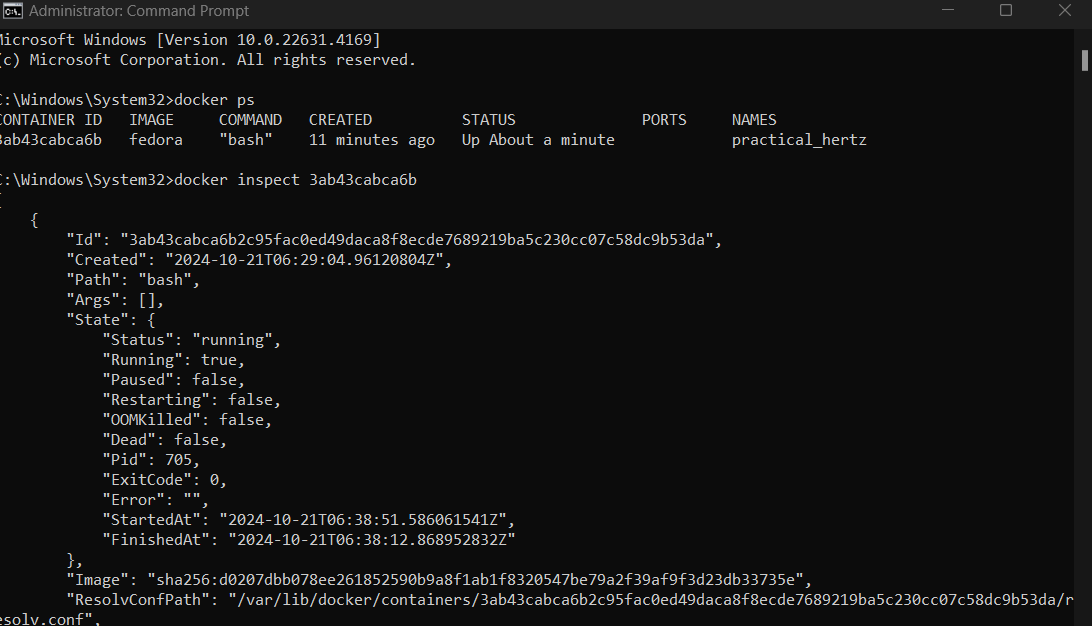 Administrator: Command Prompt
Microsoft Windows [Version 10.0.22631.4169]
(c) Microsoft Corporation. All rights reserved.
C:\Windows\System32>docker ps
CONTAINER ID   IMAGE     COMMAND   CREATED          STATUS              PORTS     NAMES
3ab43cabca6b   fedora    "bash"    11 minutes ago   Up About a minute             practical_hertz
C:\Windows\System32>docker inspect 3ab43cabca6b
[
    {
        "Id": "3ab43cabca6b2c95fac0ed49daca8f8ecde7689219ba5c230cc07c58dc9b53da",
        "Created": "2024-10-21T06:29:04.96120804Z",
        "Path": "bash",
        "Args": [],
        "State": {
            "Status": "running",
            "Running": true,
            "Paused": false,
            "Restarting": false,
            "OOMKilled": false,
            "Dead": false,
            "Pid": 705,
            "ExitCode": 0,
            "Error": "",
            "StartedAt": "2024-10-21T06:38:51.586061541Z",
            "FinishedAt": "2024-10-21T06:38:12.868952832Z"
        },
        "Image": "sha256:d0207dbb078ee261852590b9a8f1ab1f8320547be79a2f39af9f3d23db33735e",
        "ResolvConfPath": "/var/lib/docker/containers/3ab43cabca6b2c95fac0ed49daca8f8ecde7689219ba5c230cc07c58dc9b53da/r
esolv.conf",